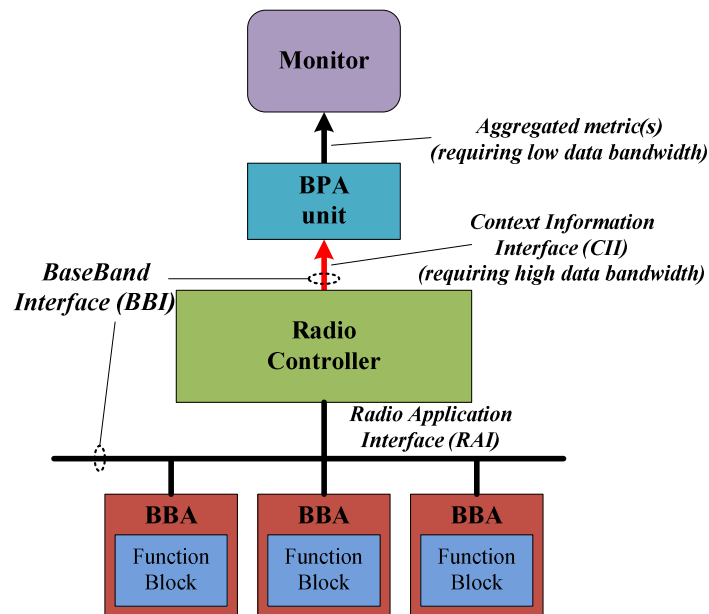 Monitor
Aggregated metric(s)
(requiring low data bandwidth)
BPA
unit
Context Information
Interface (CII)
(requiring high data bandwidth)
BaseBand
Interface (BBI)
Radio
Controller
Radio Application
Interface (RAI)
BBA
BBA
BBA
Function
Block
Function
Block
Function
Block